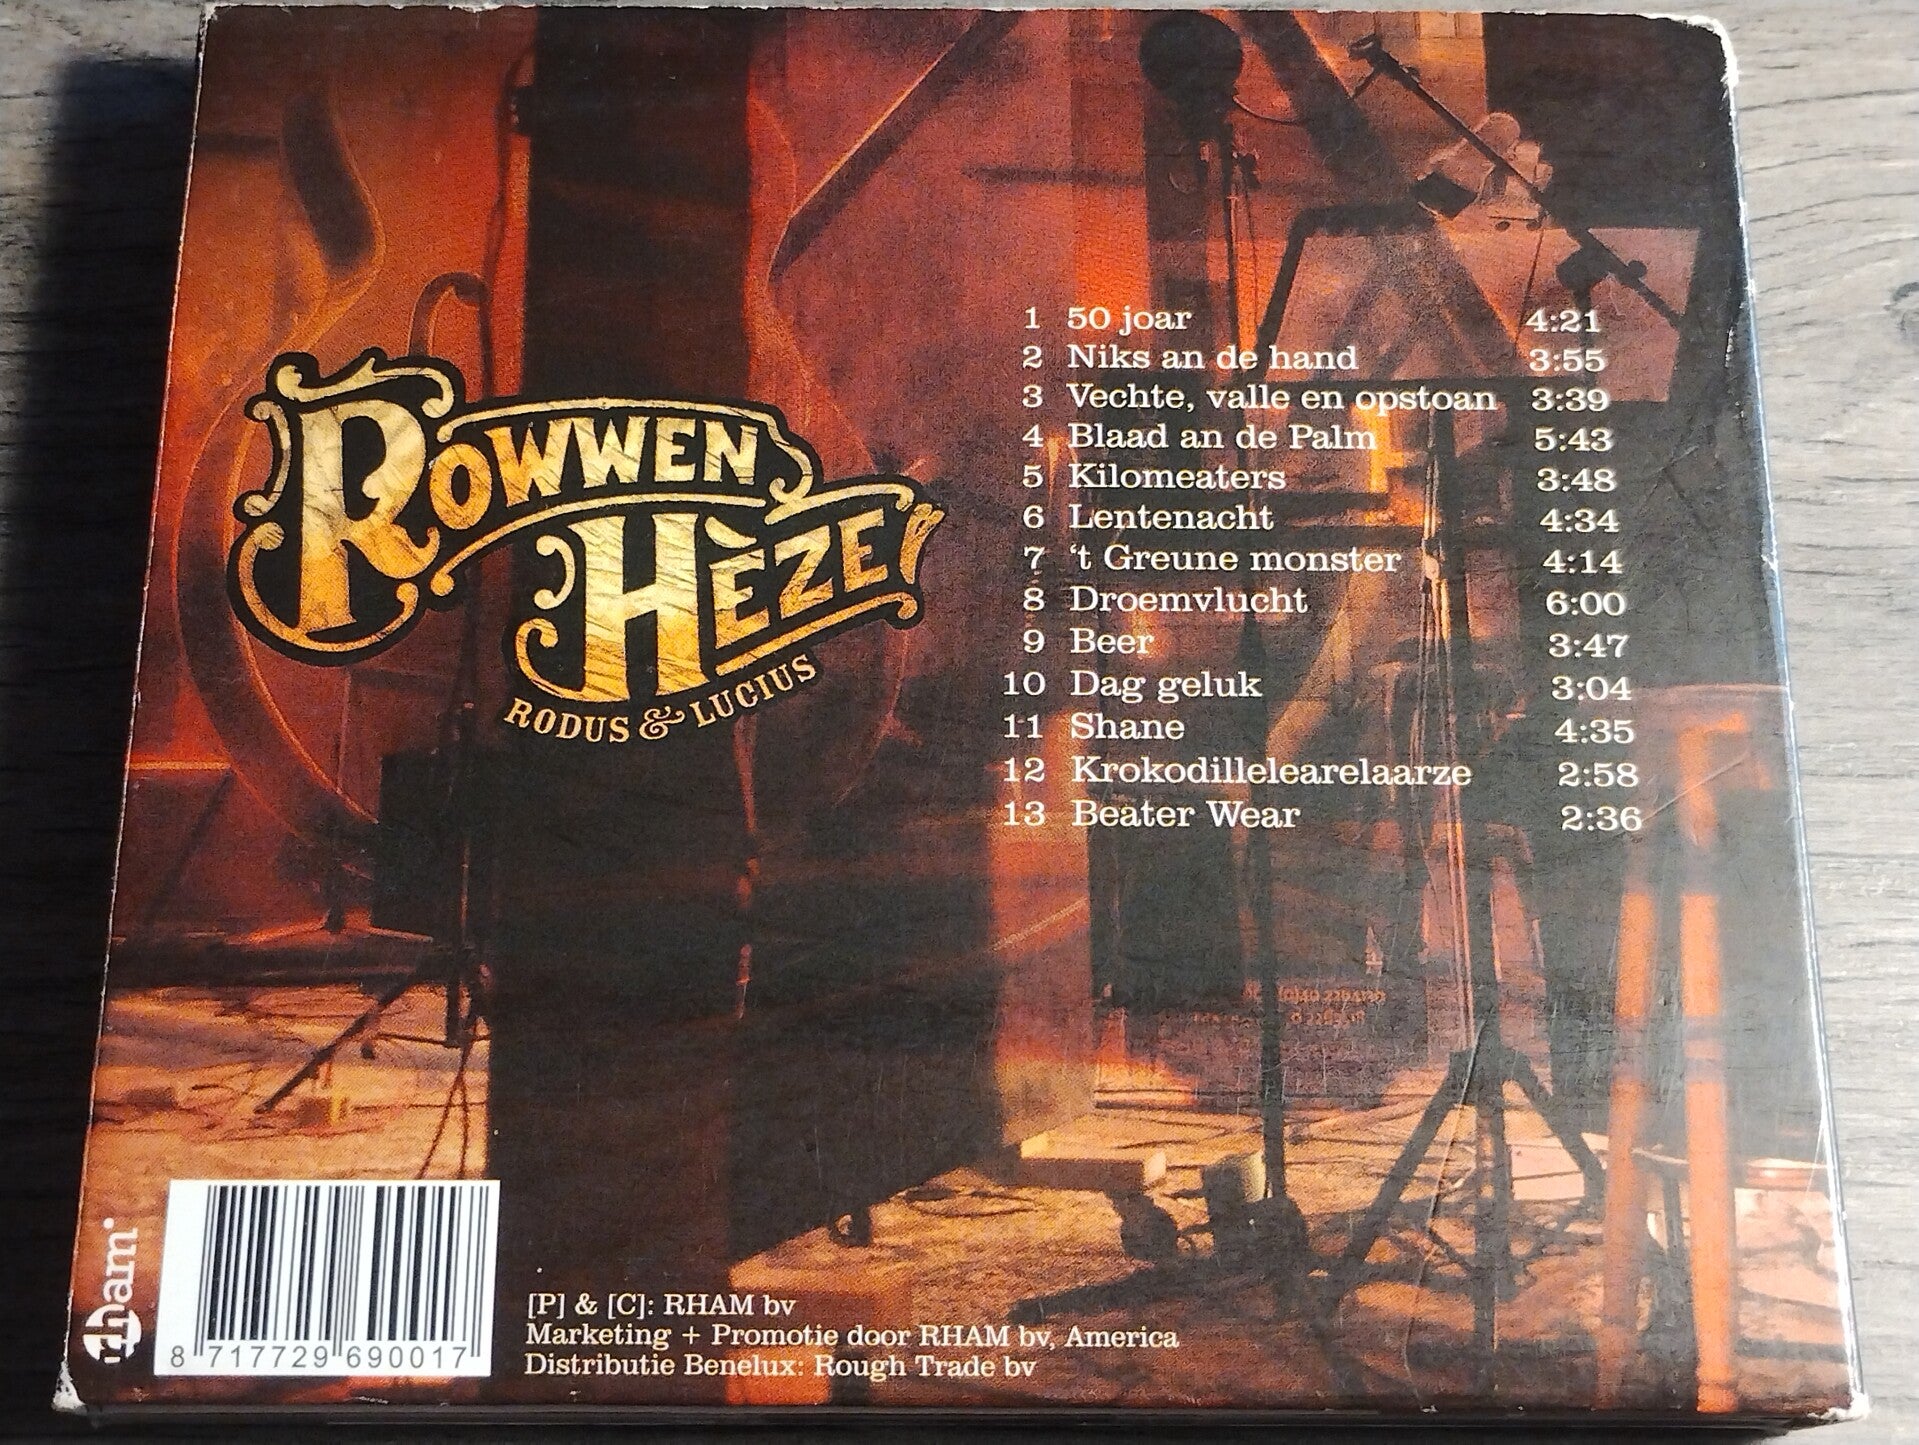 ROWWEN
HÈZE
RODUS & LUCIUS
1 50 joar 4:21
2 Niks an de hand 3:55
3 Vechte, valle en opstoan 3:39
4 Blaad an de Palm 5:43
5 Kilomeaters 3:48
6 Lentenacht 4:34
7 ‘t Greune monster 4:14
8 Droemvlucht 6:00
9 Beer 3:47
10 Dag geluk 3:04
11 Shane 4:35
12 Krokodillelearelaarze 2:58
13 Beater Wear 2:36
rham
8 717729 690017
[P] & [C]: RHAM bv
Marketing + Promotie door RHAM bv, America
Distributie Benelux: Rough Trade bv